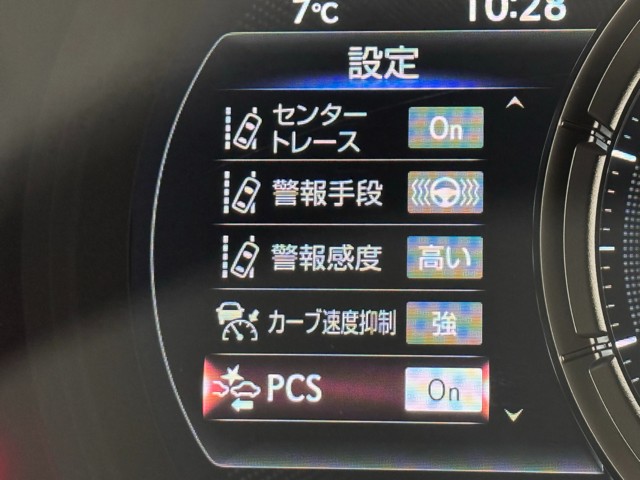 7℃ 10:28
設定
センター
トレース On
警報手段
警報感度 高い
カーブ速度抑制 強
PCS On